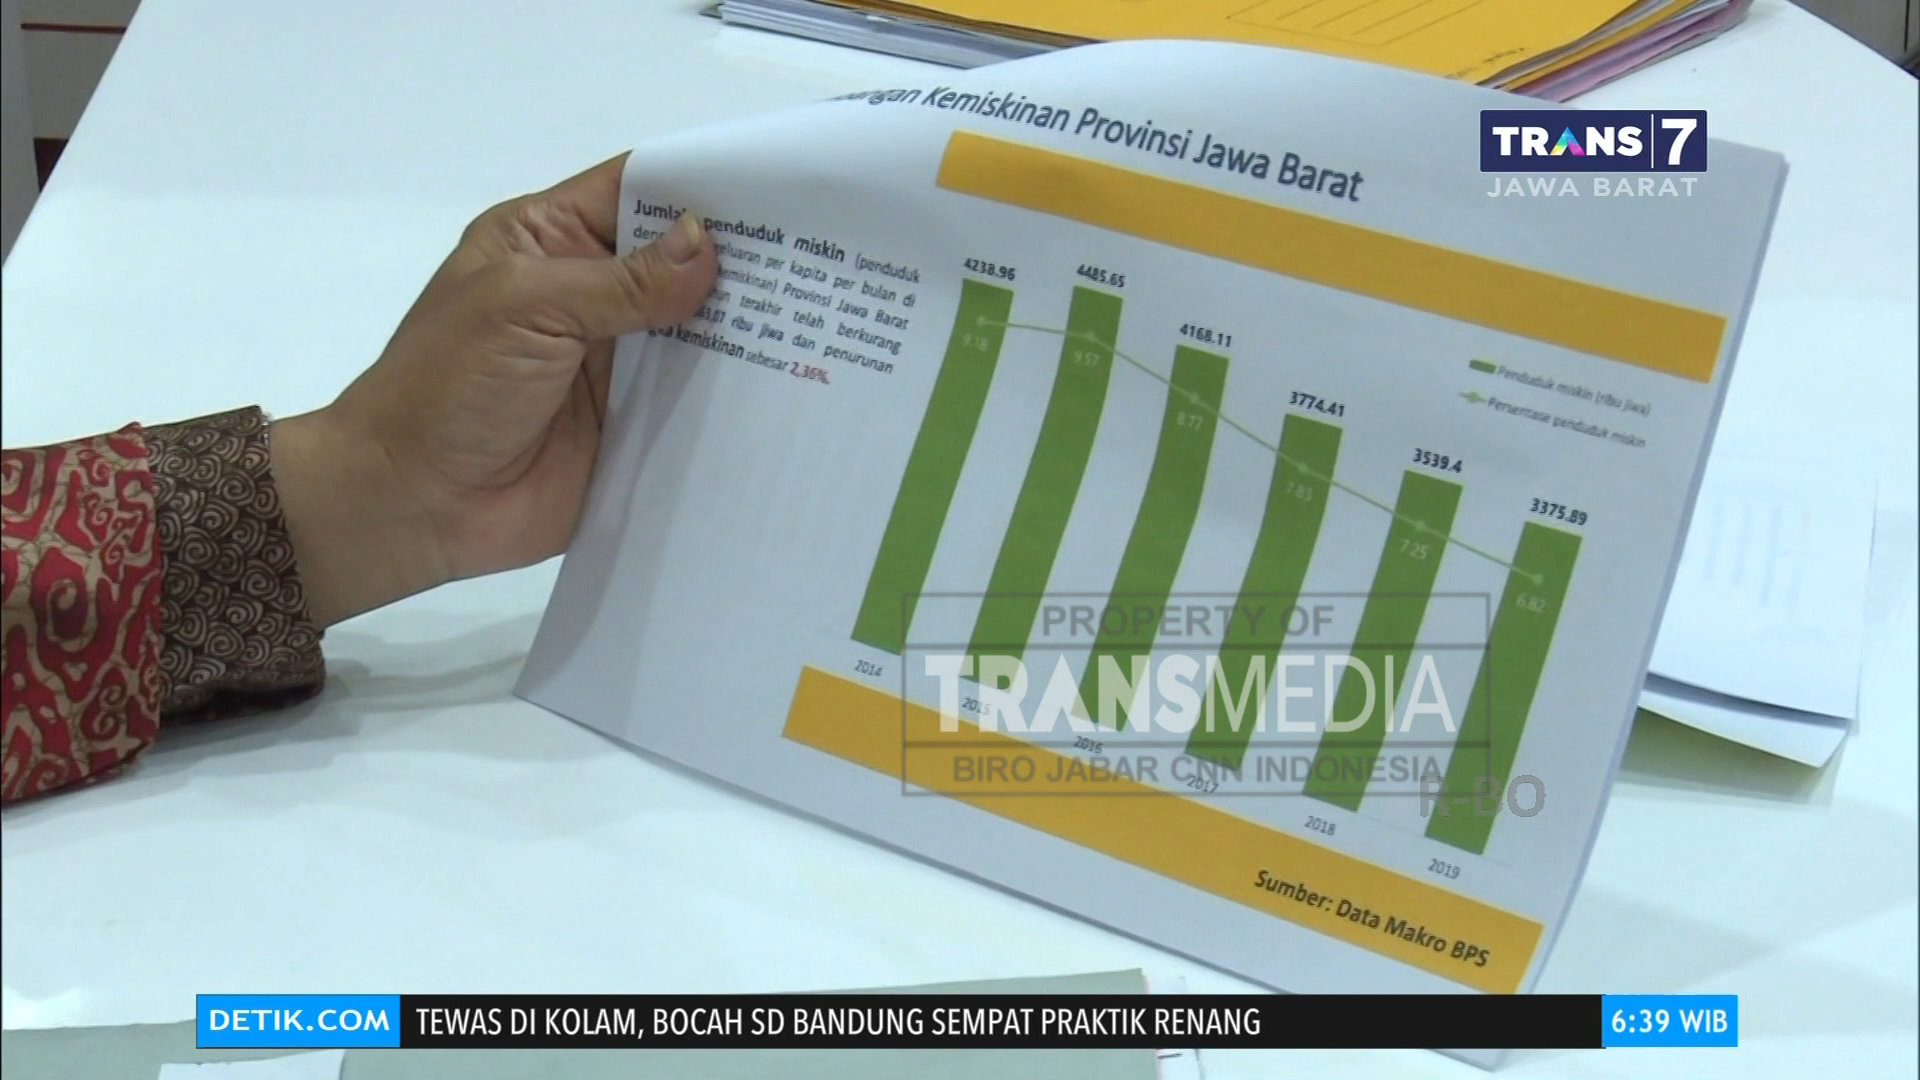 Kemiskinan Provinsi Jawa Barat
TRANS|7
JAWA BARAT
penduduk miskin (penduduk
per kapita per bulan di
kemiskinan) Provinsi Jawa Barat
terakhir telah berkurang
ribu jiwa dan penurunan
kemiskinan sebesar 2,36%.
4238.96
4485.65
4168.11
3774.41
3539.4
3375.89
9.18
9.57
8.77
7.83
7.25
6.82
Penduduk miskin (ribu jiwa)
Persentase penduduk miskin
2014
2015
2016
2017
2018
2019
PROPERTY OF
TRANSMEDIA
BIRO JABAR CNN INDONESIA
R-BO
Sumber: Data Makro BPS
DETIK.COM TEWAS DI KOLAM, BOCAH SD BANDUNG SEMPAT PRAKTIK RENANG 6:39 WIB